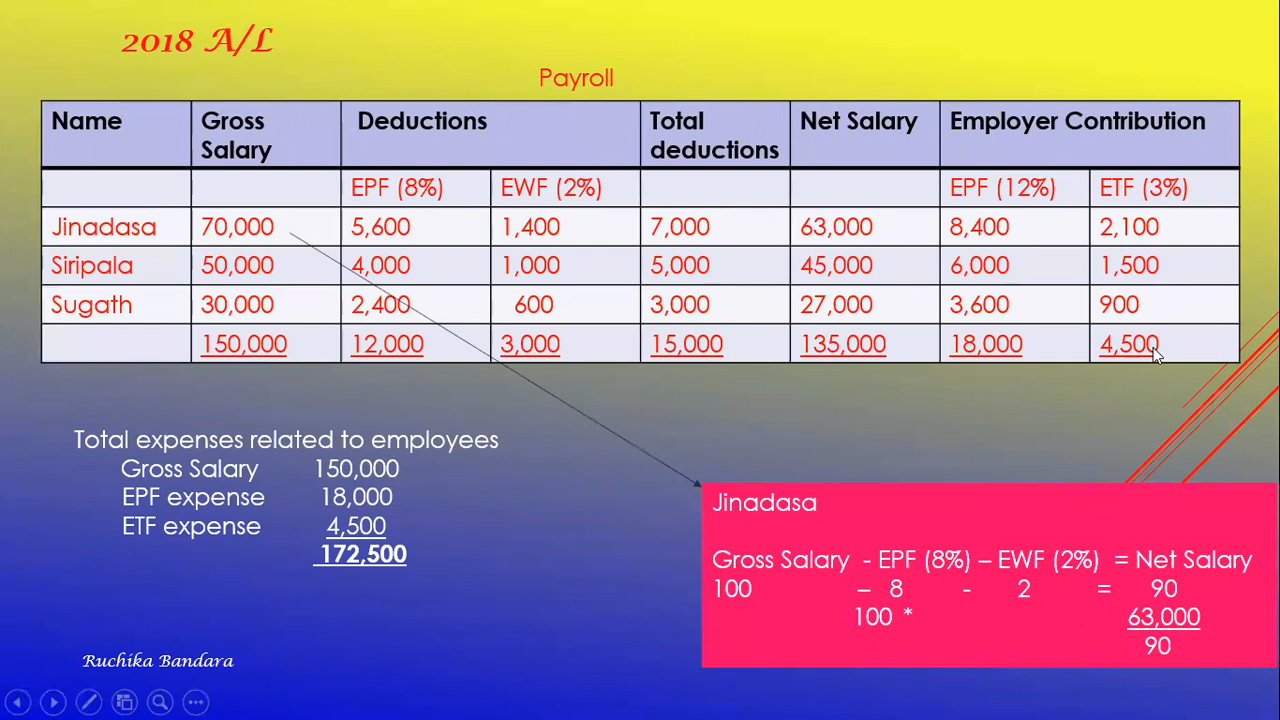 2018 A/L
Payroll
Name Gross Salary Deductions Total deductions Net Salary Employer Contribution
EPF (8%) EWF (2%) EPF (12%) ETF (3%)
Jinadasa 70,000 5,600 1,400 7,000 63,000 8,400 2,100
Siripala 50,000 4,000 1,000 5,000 45,000 6,000 1,500
Sugath 30,000 2,400 600 3,000 27,000 3,600 900
150,000 12,000 3,000 15,000 135,000 18,000 4,500
Total expenses related to employees
Gross Salary 150,000
EPF expense 18,000
ETF expense 4,500
172,500
Jinadasa
Gross Salary - EPF (8%) – EWF (2%) = Net Salary
100 – 8 - 2 = 90
100 * 63,000
90
Ruchika Bandara